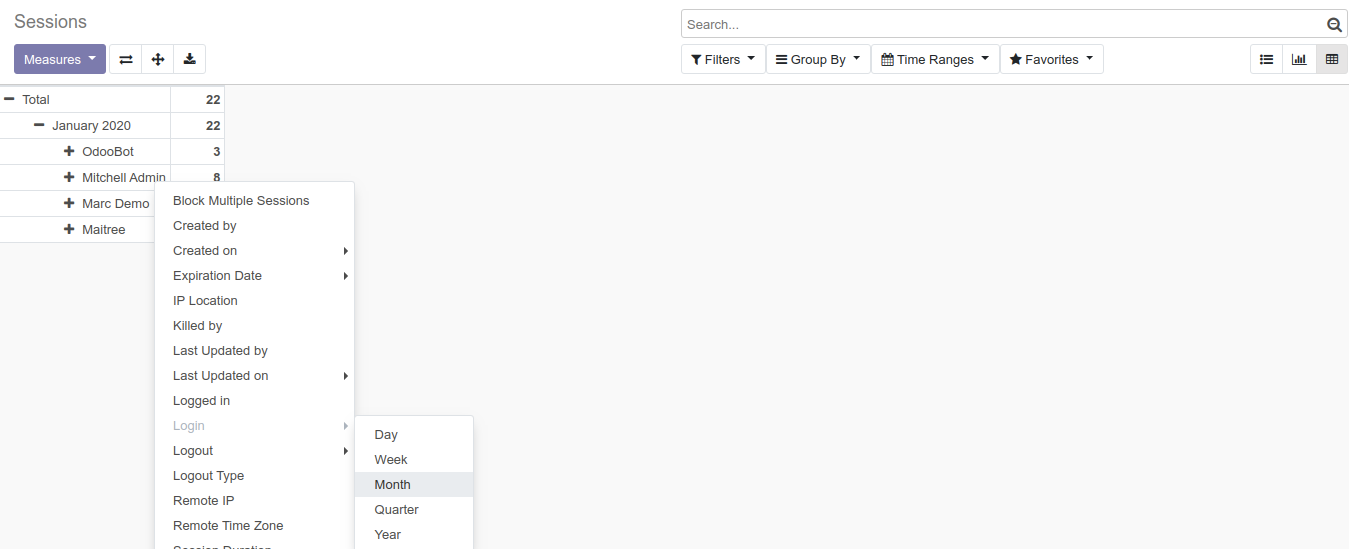 Sessions
Search...
Measures
Filters
Group By
Time Ranges
Favorites
Total 22
January 2020 22
OdooBot 3
Mitchell Admin 8
Marc Demo
Maitree
Block Multiple Sessions
Created by
Created on
Expiration Date
IP Location
Killed by
Last Updated by
Last Updated on
Logged in
Login
Logout
Logout Type
Remote IP
Remote Time Zone
Session Duration
Day
Week
Month
Quarter
Year